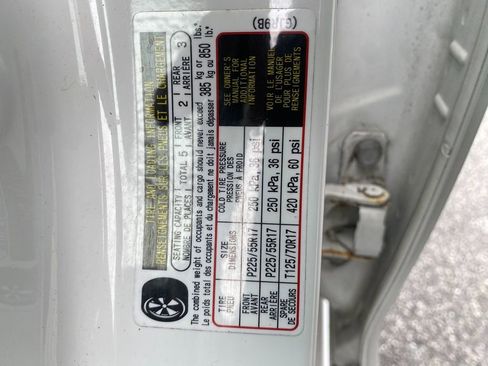 TIRE AND LOADING INFORMATION
RENSEIGNEMENTS SUR LES PNEUS ET LE CHARGEMENT
SEATING CAPACITY
NOMBRE DE PLACES
TOTAL 5
FRONT
AVANT 2
REAR
ARRIÈRE 3
The combined weight of occupants and cargo should never exceed 385 kg or 850 lbs.
Le poids total des occupants et du chargement ne doit jamais dépasser 385 kg ou 850 lb.
TIRE
PNEU
SIZE
DIMENSIONS
COLD TIRE PRESSURE
PRESSION DES
PNEUS À FROID
SEE OWNER'S
MANUAL FOR
ADDITIONAL
INFORMATION
VOIR LE MANUEL
DE L'USAGER
POUR PLUS DE
RENSEIGNEMENTS
FRONT
AVANT
P225/55R17
250 kPa, 36 psi
REAR
ARRIÈRE
P225/55R17
250 kPa, 36 psi
SPARE
DE SECOURS
T125/70R17
420 kPa, 60 psi
(GJR9B)